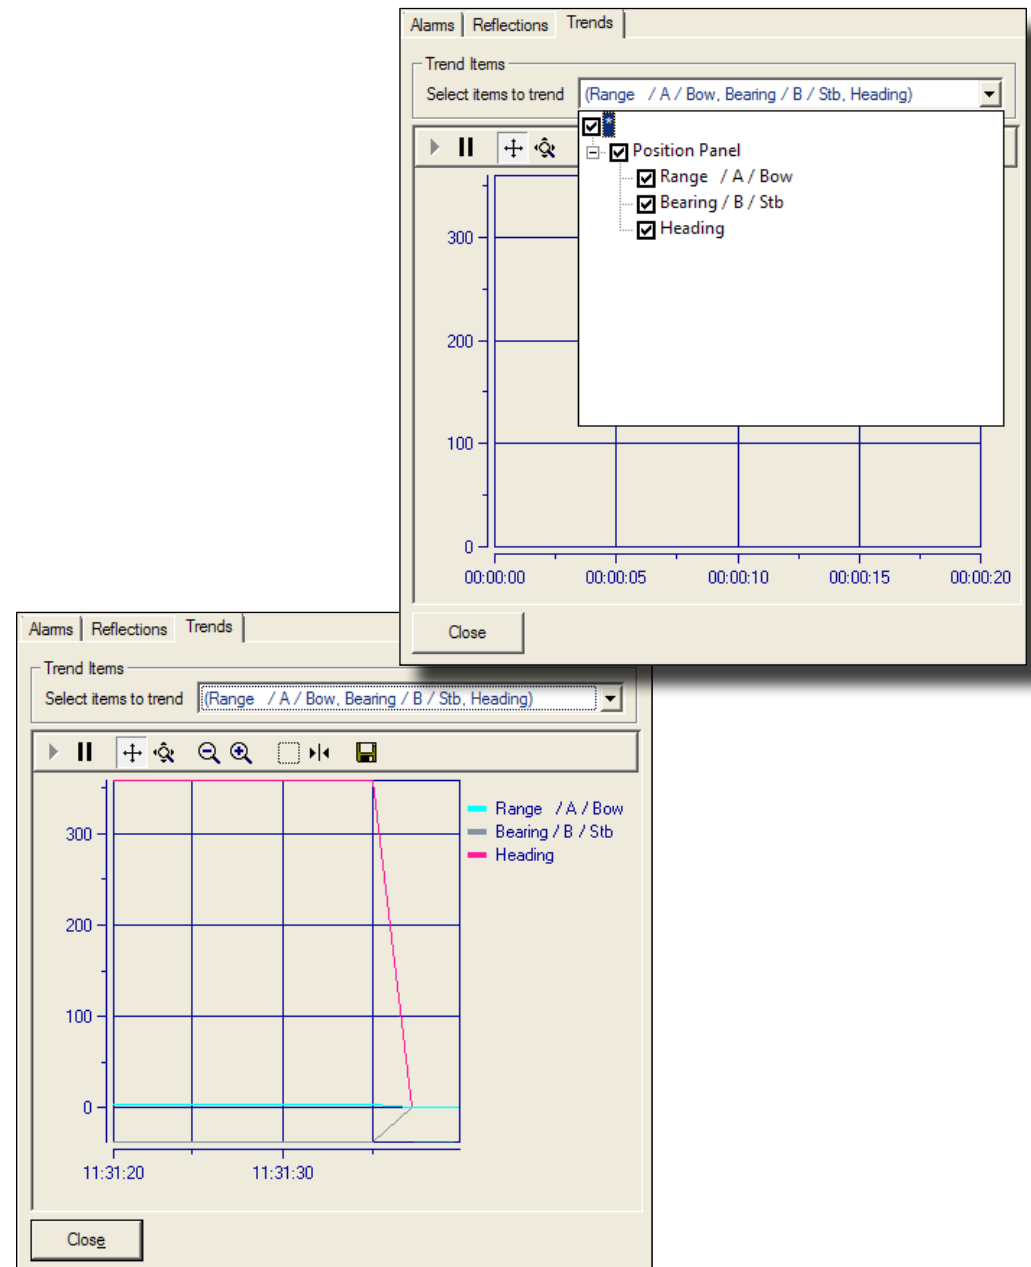 Alarms Reflections Trends
Trend Items
Select items to trend (Range / A / Bow, Bearing / B / Stb, Heading)
*
Position Panel
Range / A / Bow
Bearing / B / Stb
Heading
300
200
100
0
00:00:00 00:00:05 00:00:10 00:00:15 00:00:20
Close
Alarms Reflections Trends
Trend Items
Select items to trend (Range / A / Bow, Bearing / B / Stb, Heading)
Range / A / Bow
Bearing / B / Stb
Heading
300
200
100
0
11:31:20 11:31:30
Close